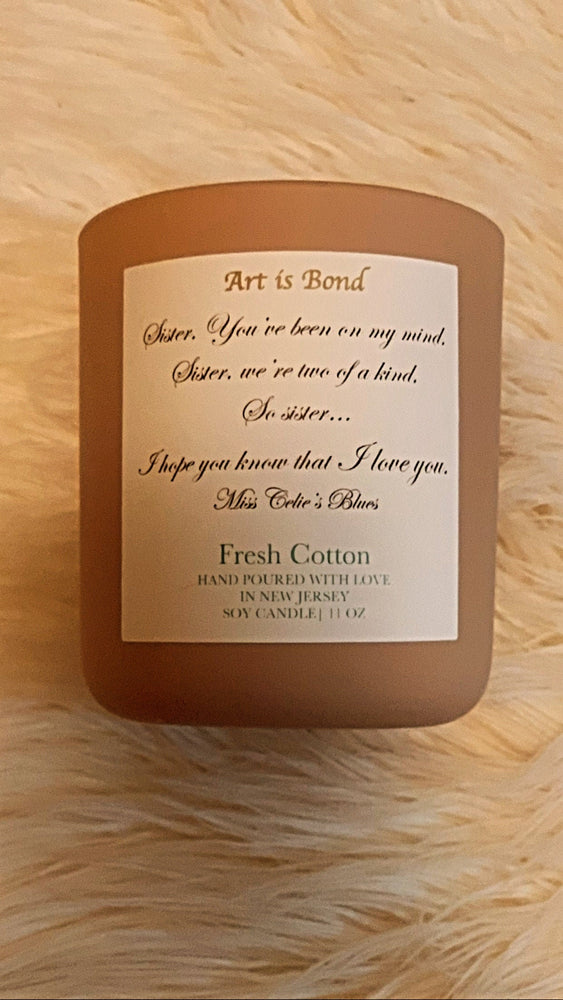 Art is Bond
Sister, You've been on my mind,
Sister, we're two of a kind,
So sister...
I hope you know that I love you.
Miss Celie's Blues
Fresh Cotton
HAND POURED WITH LOVE
IN NEW JERSEY
SOY CANDLE| 11 OZ